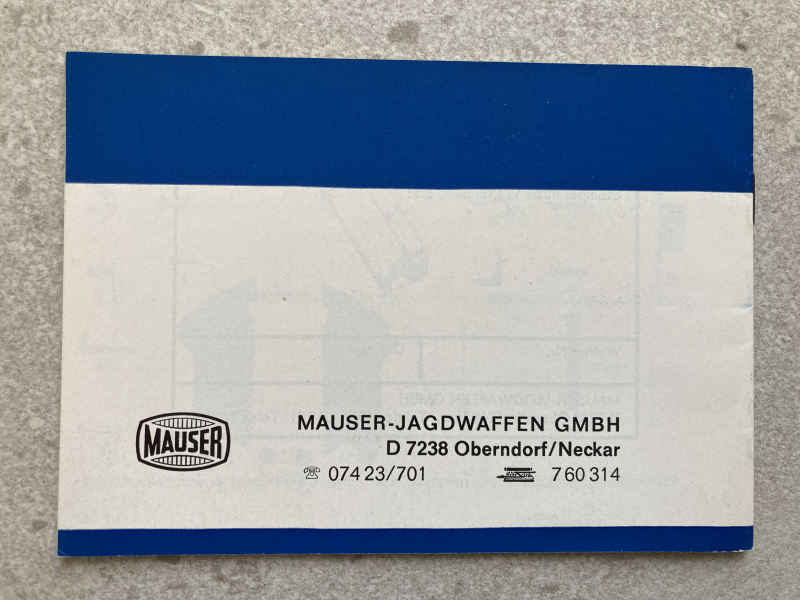 MAUSER
MAUSER-JAGDWAFFEN GMBH
D 7238 Oberndorf/Neckar
☏ 074 23/701 7 60 314